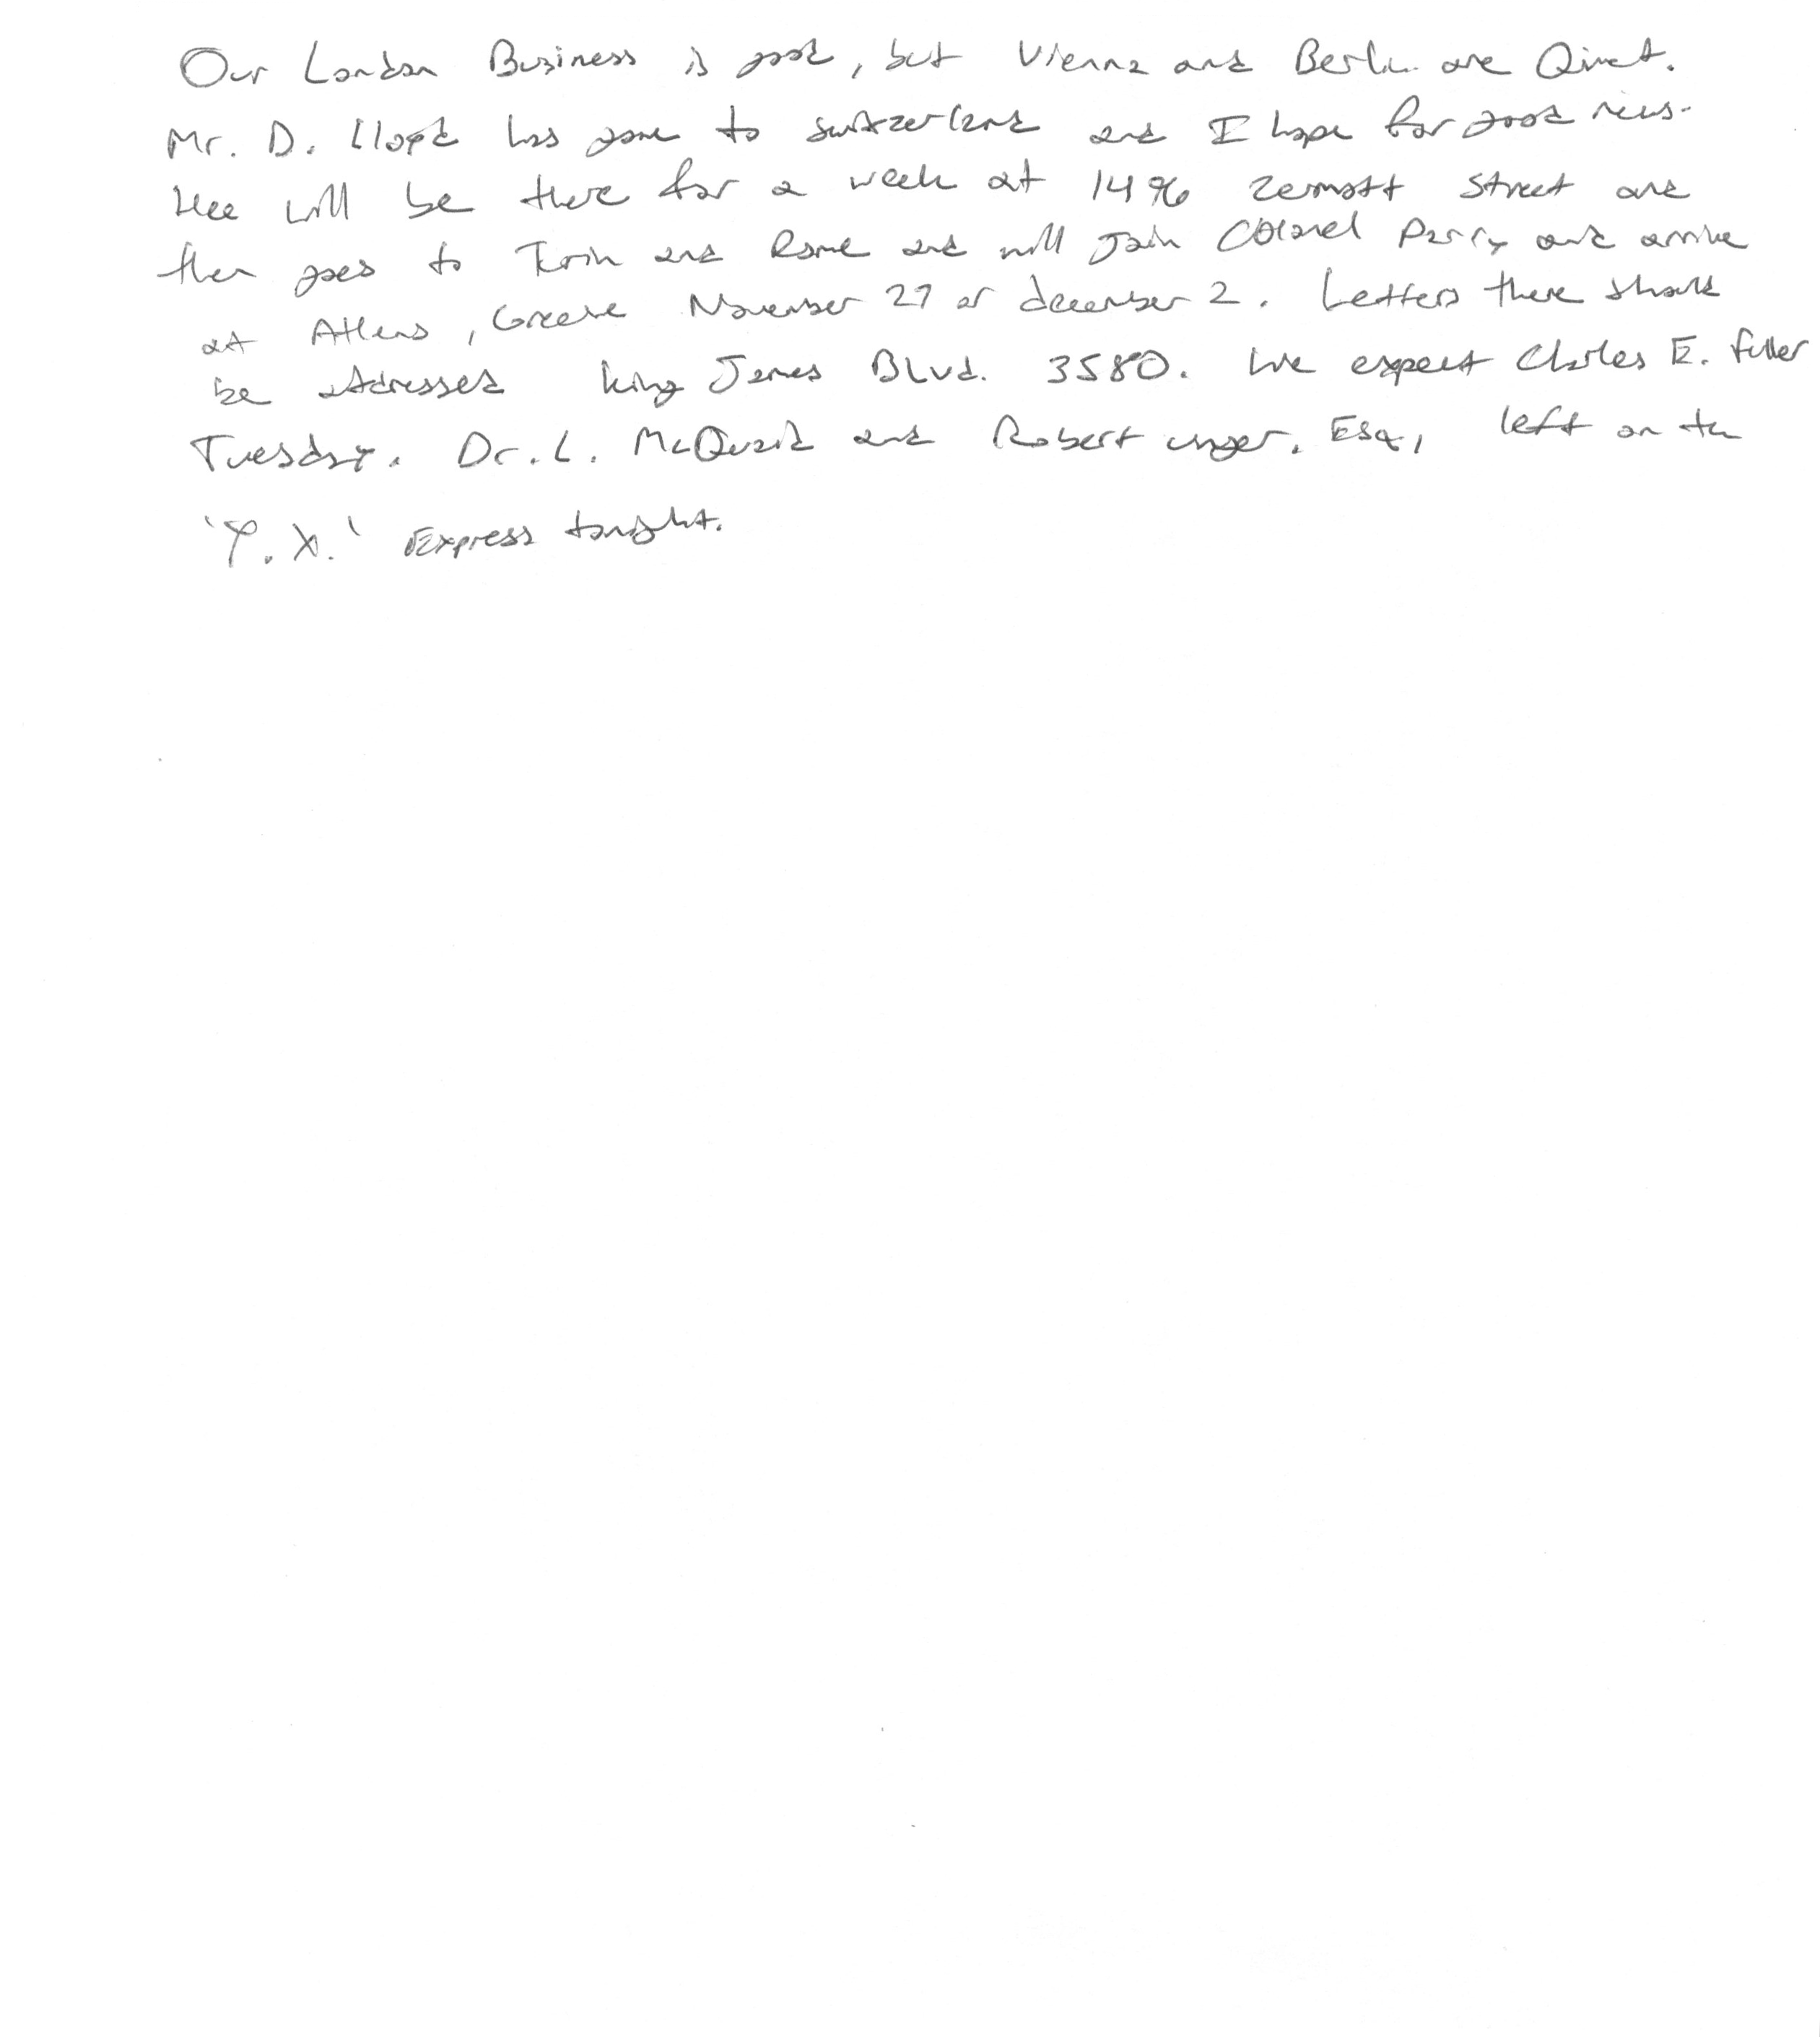 Our London Business is good, but Vienna and Berlin are Qiuet.
Mr. D. Lloyd has gone to switzerland and I hope for good news.
Hee will be there for a week at 1496 Zermott street and
then goes to Turin and Rome and will Join Colonel Parry and arrive
at Athens, Greece November 27 or december 2. Letters there should
be addressed king James Blvd. 3580. We expect Charles E. fuller
Tuesday. Dr. L. McQuaid and Robert unger, Esq, left on the
'Y. X.' Express tonight.